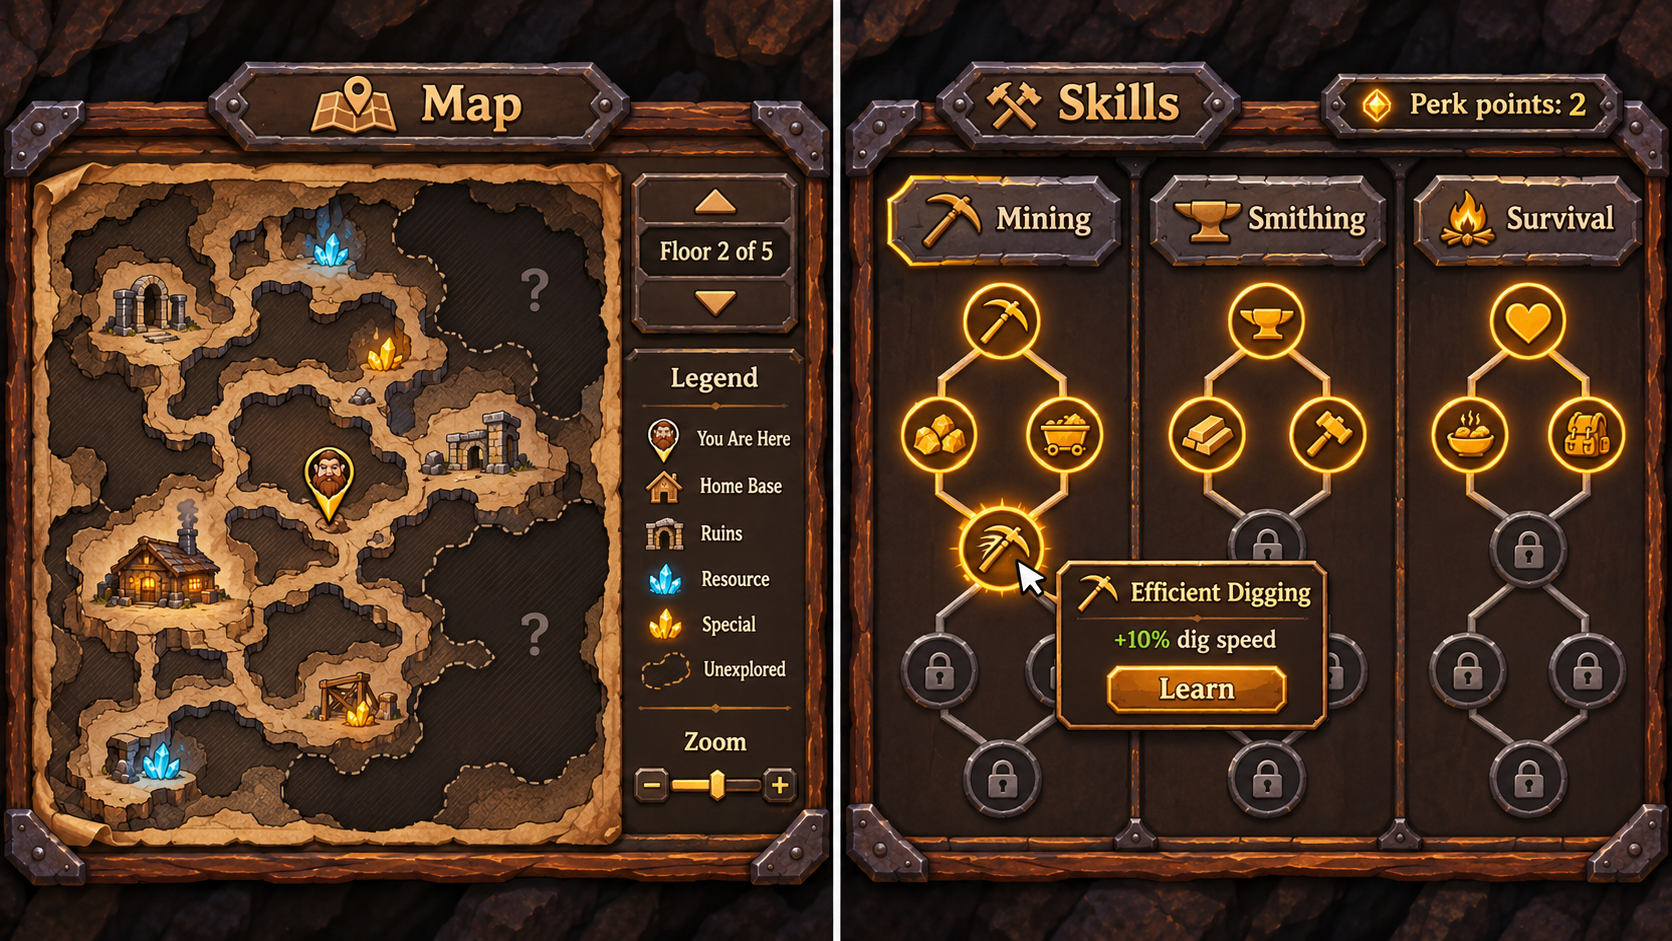 Map
Floor 2 of 5
Legend
You Are Here
Home Base
Ruins
Resource
Special
Unexplored
Zoom
?
?
Skills
Perk points: 2
Mining
Smithing
Survival
Efficient Digging
+10% dig speed
Learn